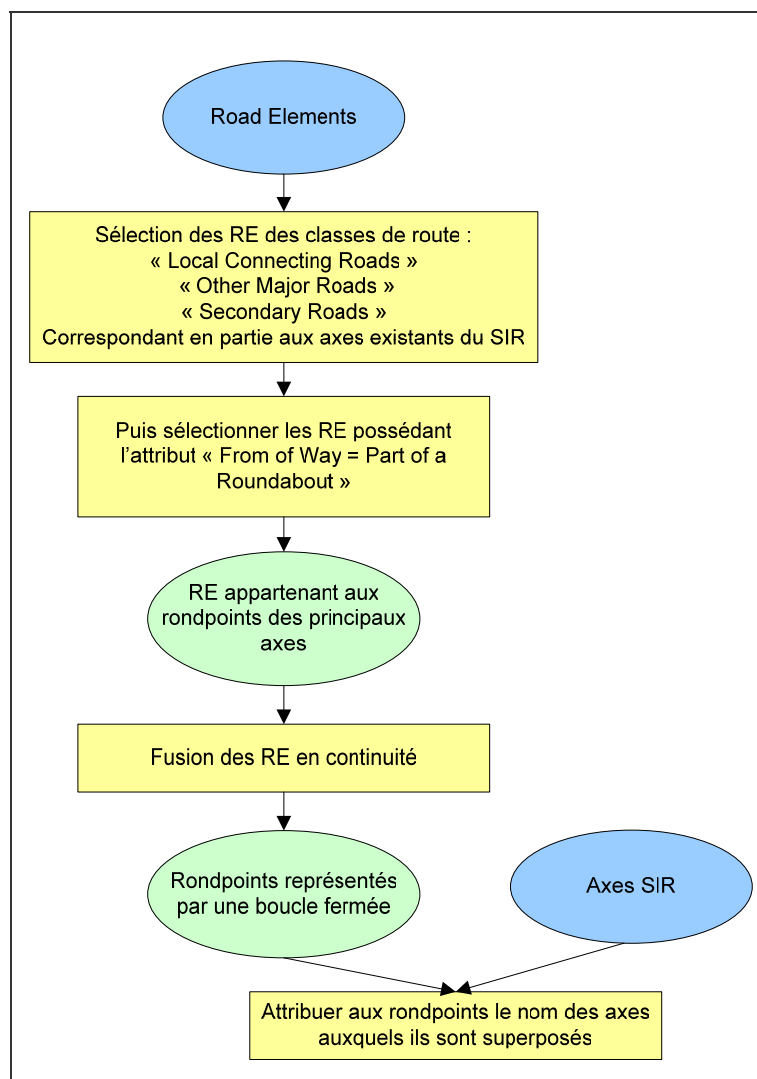 Road Elements
Sélection des RE des classes de route :
« Local Connecting Roads »
« Other Major Roads »
« Secondary Roads »
Correspondant en partie aux axes existants du SIR
Puis sélectionner les RE possédant
l'attribut « From of Way = Part of a
Roundabout »
RE appartenant aux
rondpoints des principaux
axes
Fusion des RE en continuité
Rondpoints représentés
par une boucle fermée
Axes SIR
Attribuer aux rondpoints le nom des axes
auxquels ils sont superposés